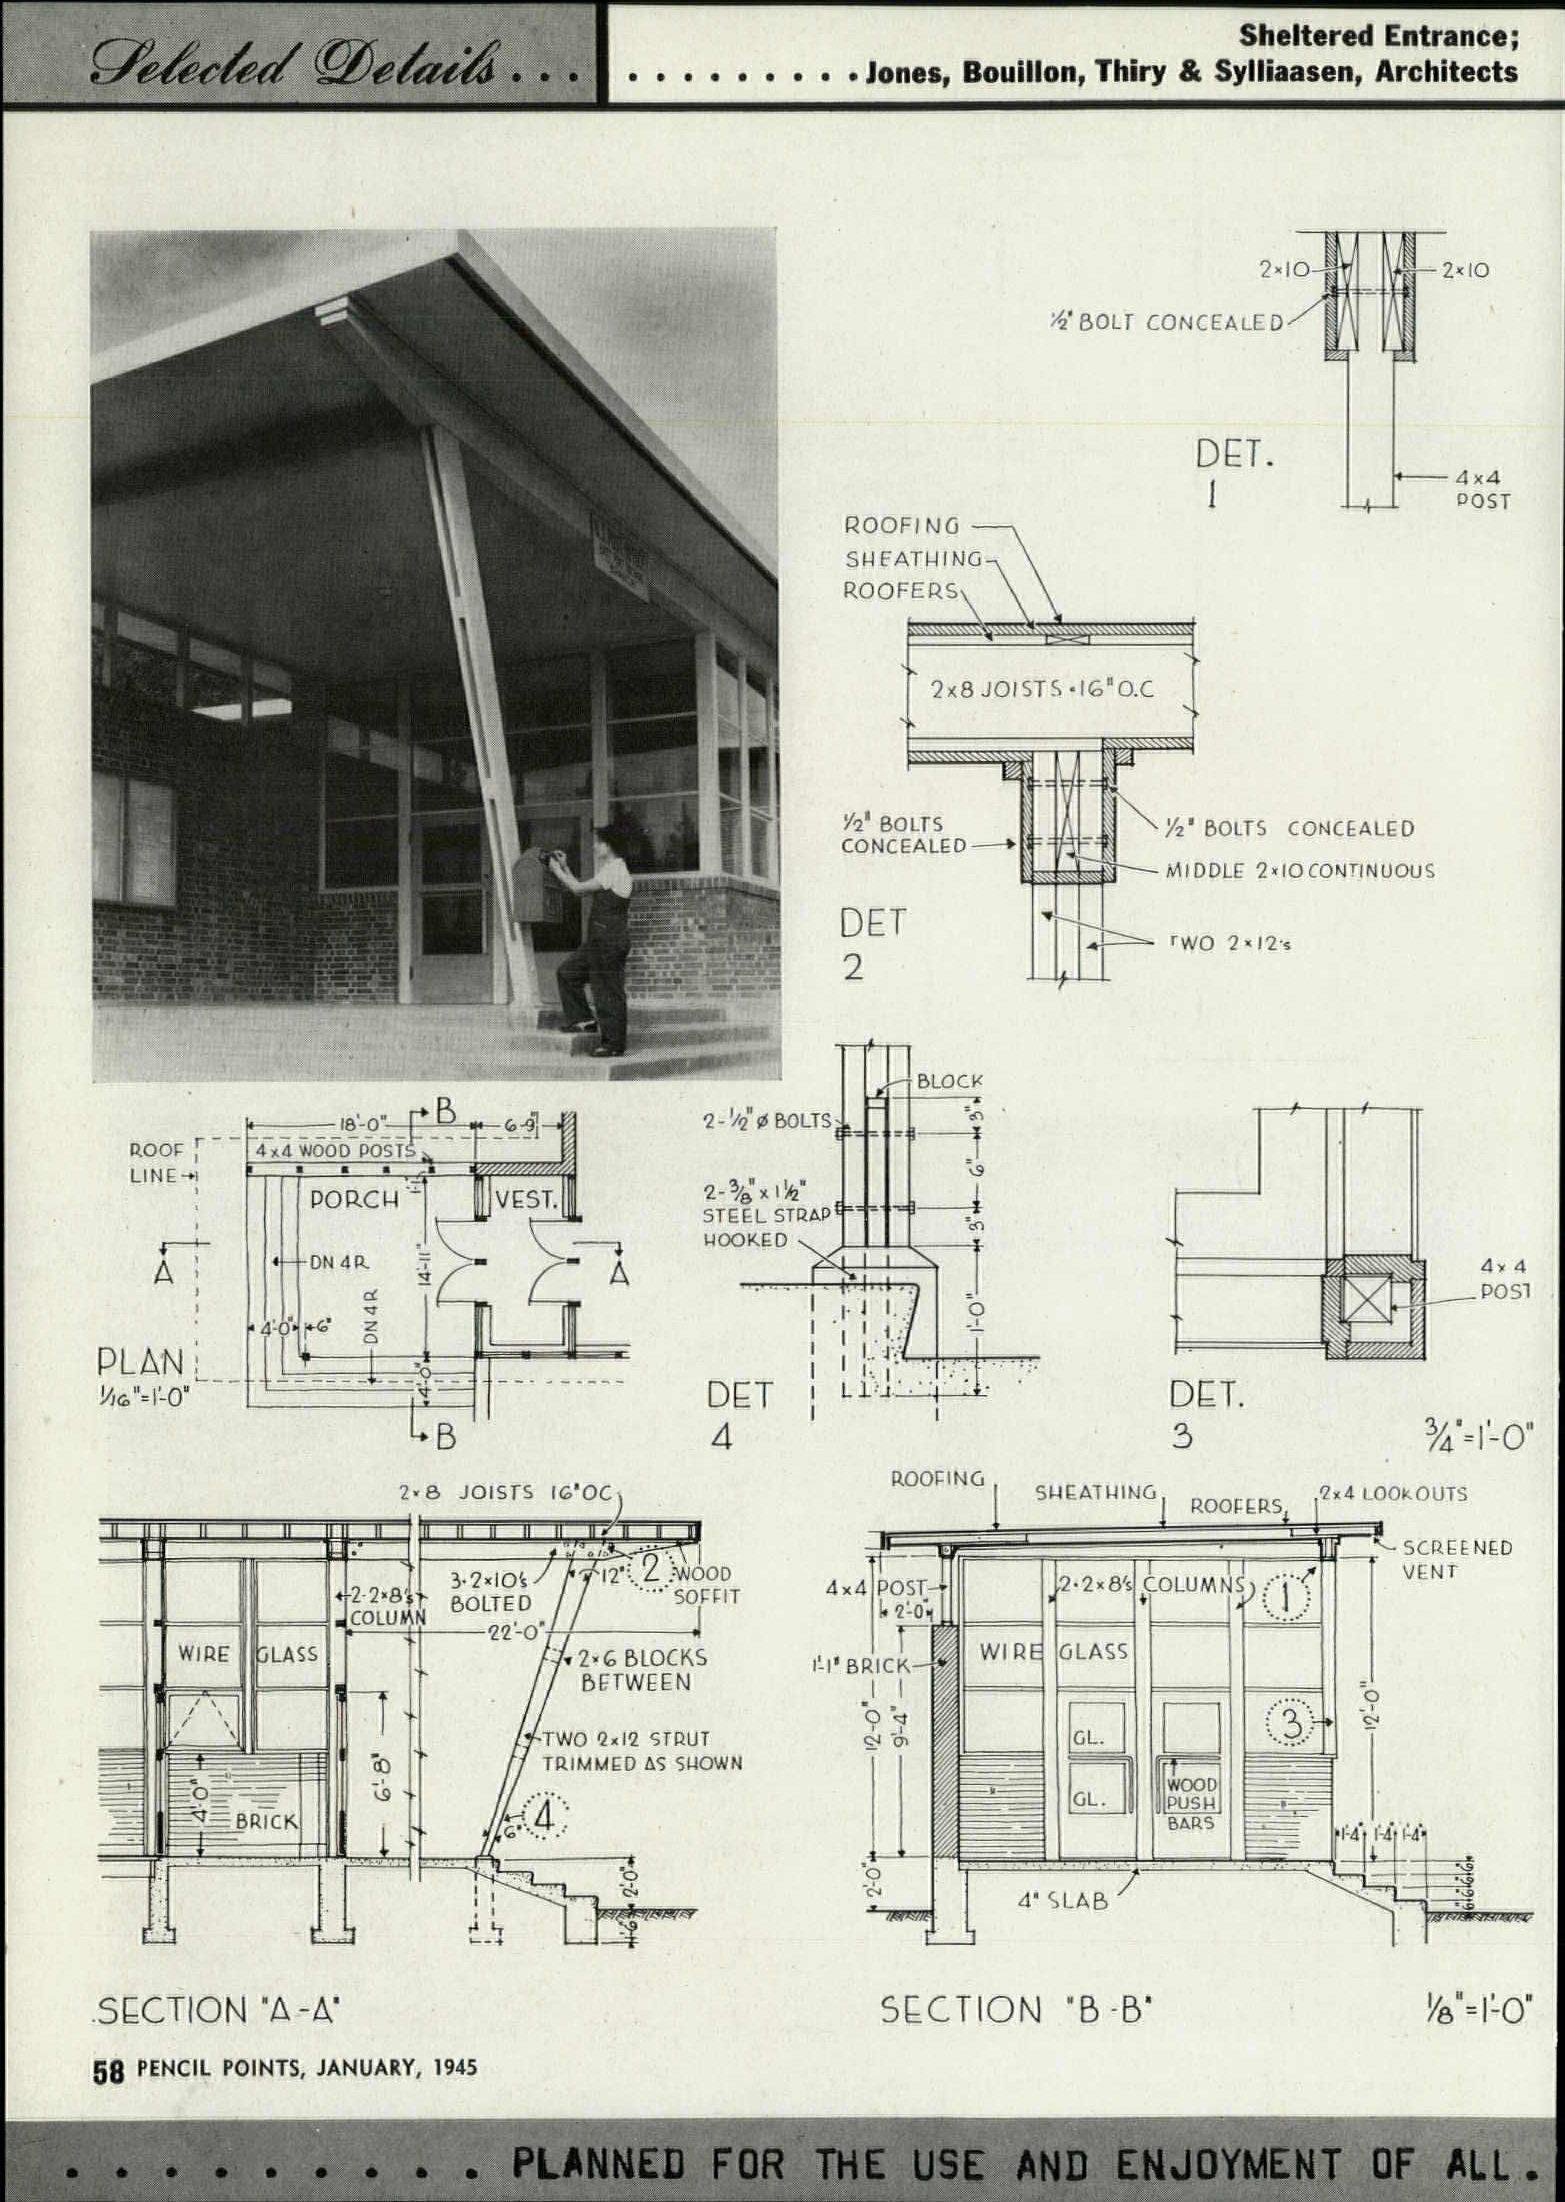 Selected Details . . .
Sheltered Entrance;
. . . . . . . . . . Jones, Bouillon, Thiry & Sylliaasen, Architects
2×10
2×10
½" BOLT CONCEALED
DET.
1
4×4
POST
ROOFING
SHEATHING
ROOFERS
2×8 JOISTS • 16" O.C
½" BOLTS
CONCEALED
½" BOLTS CONCEALED
MIDDLE 2×10 CONTINUOUS
DET
2
TWO 2×12's
BLOCK
2-½" ø BOLTS
3"
6"
2-⅜" x 1½"
STEEL STRAP
HOOKED
3"
1'-0"
DET
4
4×4
POST
DET.
3
¾"=1'-0"
B
18'-0"
6'-9"
ROOF
LINE
4×4 WOOD POSTS
PORCH
VEST.
A
DN 4R
14'-11"
A
DN 4R
4'-0"
6"
PLAN
1/16"=1'-0"
4'-0"
B
2×8 JOISTS 16" OC
3-2×10's
BOLTED
12"
2
WOOD
SOFFIT
2-2×8's
COLUMN
22'-0"
WIRE GLASS
2×6 BLOCKS
BETWEEN
TWO 2×12 STRUT
TRIMMED AS SHOWN
6'-8"
4'-0"
BRICK
6"
4
2'-0"
6"
SECTION "A-A"
ROOFING
SHEATHING
ROOFERS
2×4 LOOKOUTS
SCREENED
VENT
4×4 POST
2'-0"
2-2×8's COLUMNS
1
WIRE GLASS
1'-1" BRICK
12'-0"
9'-4"
12'-0"
3
GL.
GL.
WOOD
PUSH
BARS
1'-4" 1'-4" 1'-4"
2'-0"
4" SLAB
6" 6" 6" 6"
SECTION "B-B"
⅛"=1'-0"
58 PENCIL POINTS, JANUARY, 1945
. . . . . . . . . . PLANNED FOR THE USE AND ENJOYMENT OF ALL.